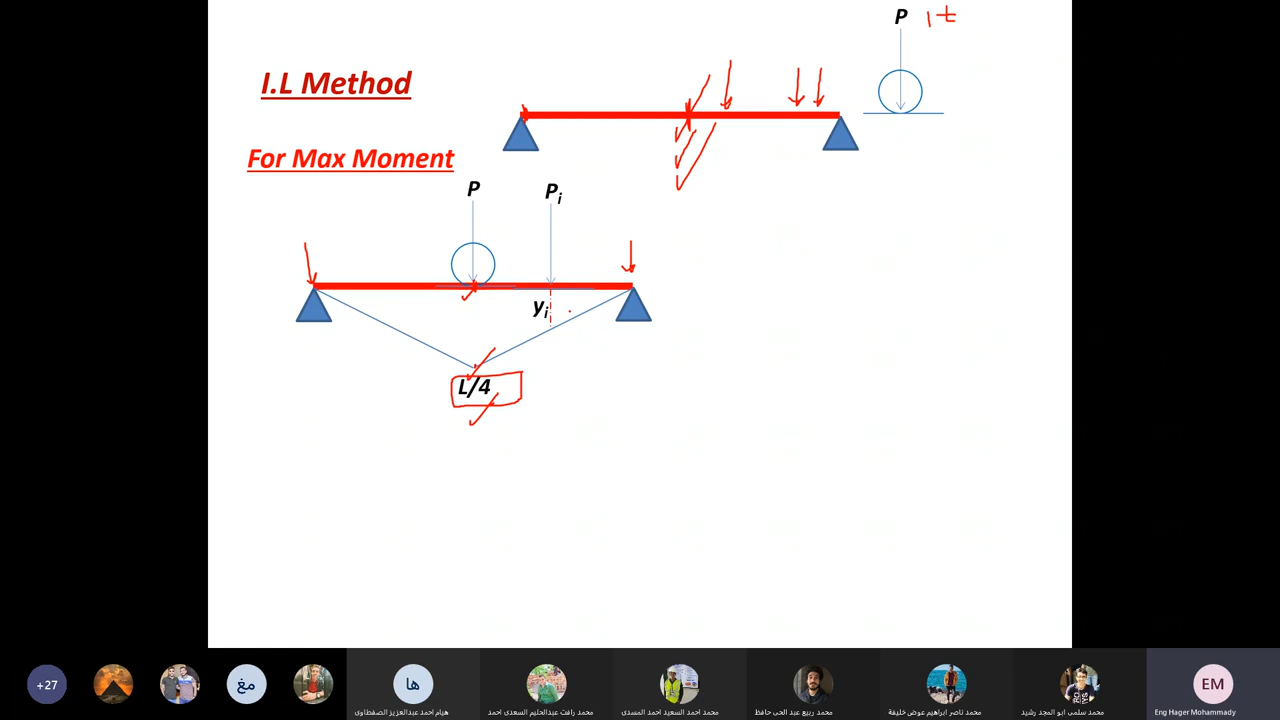 P 1t
I.L Method
For Max Moment
P
Pi
yi
L/4
+27
مغ
ها
هيام احمد عبدالعزيز الصفطاوى
محمد رافت عبدالحليم السعدى احمد
محمد احمد السعيد احمد المسدى
محمد ربيع عبد الحى حافظ
محمد ناصر ابراهيم عوض خليفة
محمد سلمى ابو المجد رشيد
EM
Eng Hager Mohammady